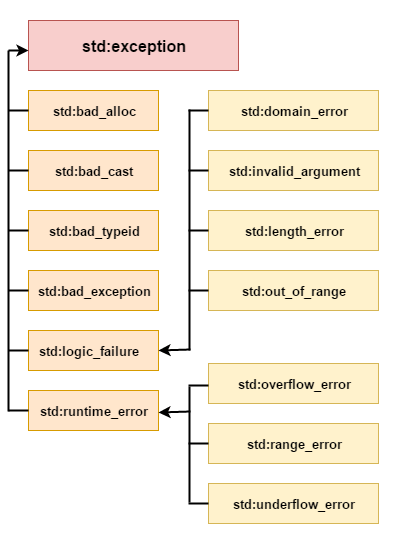 std:exception
std:bad_alloc
std:bad_cast
std:bad_typeid
std:bad_exception
std:logic_failure
std:runtime_error
std:domain_error
std:invalid_argument
std:length_error
std:out_of_range
std:overflow_error
std:range_error
std:underflow_error